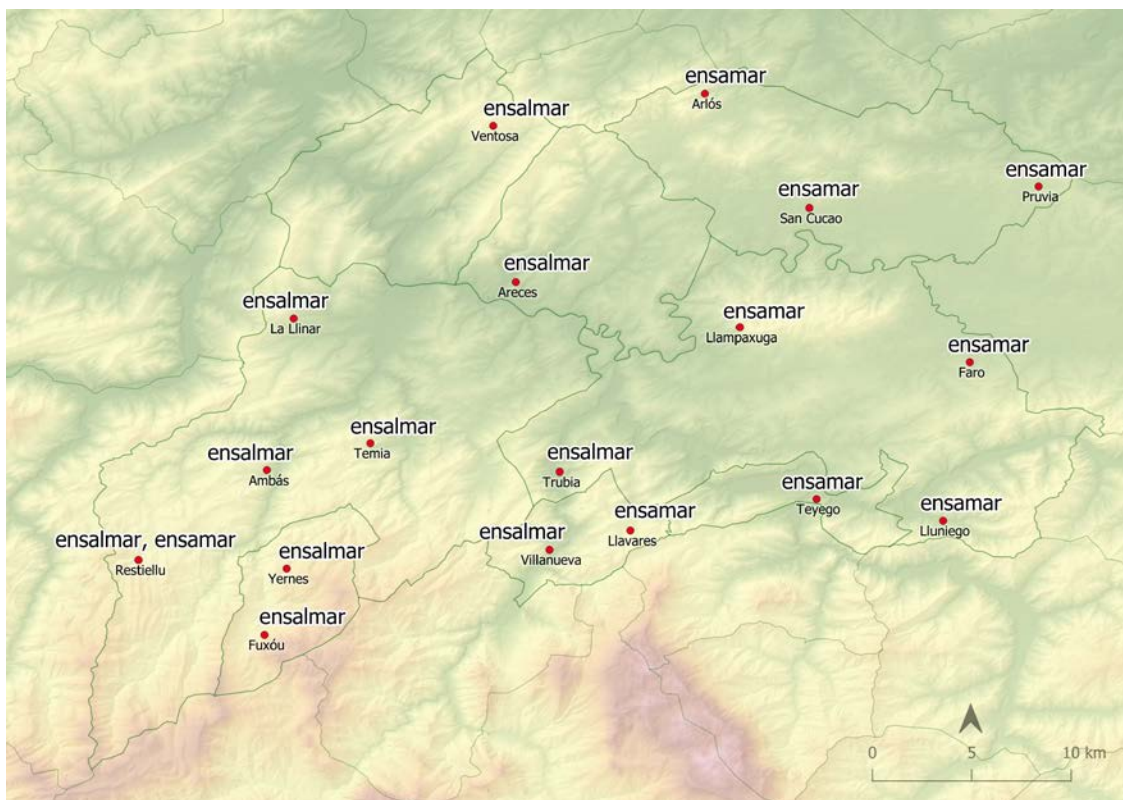 ensamar
Arlós
ensalmar
Ventosa
ensamar
Pruvia
ensamar
San Cucao
ensalmar
Areces
ensalmar
La Llinar
ensamar
Llampaxuga
ensamar
Faro
ensalmar
Temia
ensalmar
Ambás
ensalmar
Trubia
ensamar
Teyego
ensamar
Lluniego
ensamar
Llavares
ensalmar
Villanueva
ensalmar, ensamar
Restiellu
ensalmar
Yernes
ensalmar
Fuxóu
0 5 10 km